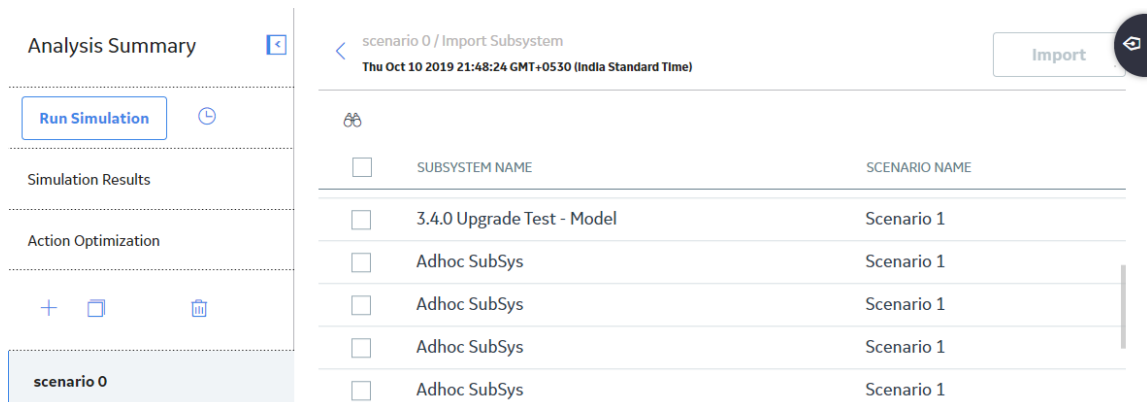 Analysis Summary
Run Simulation
Simulation Results
Action Optimization
scenario 0
scenario 0 / Import Subsystem
Thu Oct 10 2019 21:48:24 GMT+0530 (India Standard Time)
Import
SUBSYSTEM NAME SCENARIO NAME
3.4.0 Upgrade Test - Model Scenario 1
Adhoc SubSys Scenario 1
Adhoc SubSys Scenario 1
Adhoc SubSys Scenario 1
Adhoc SubSys Scenario 1